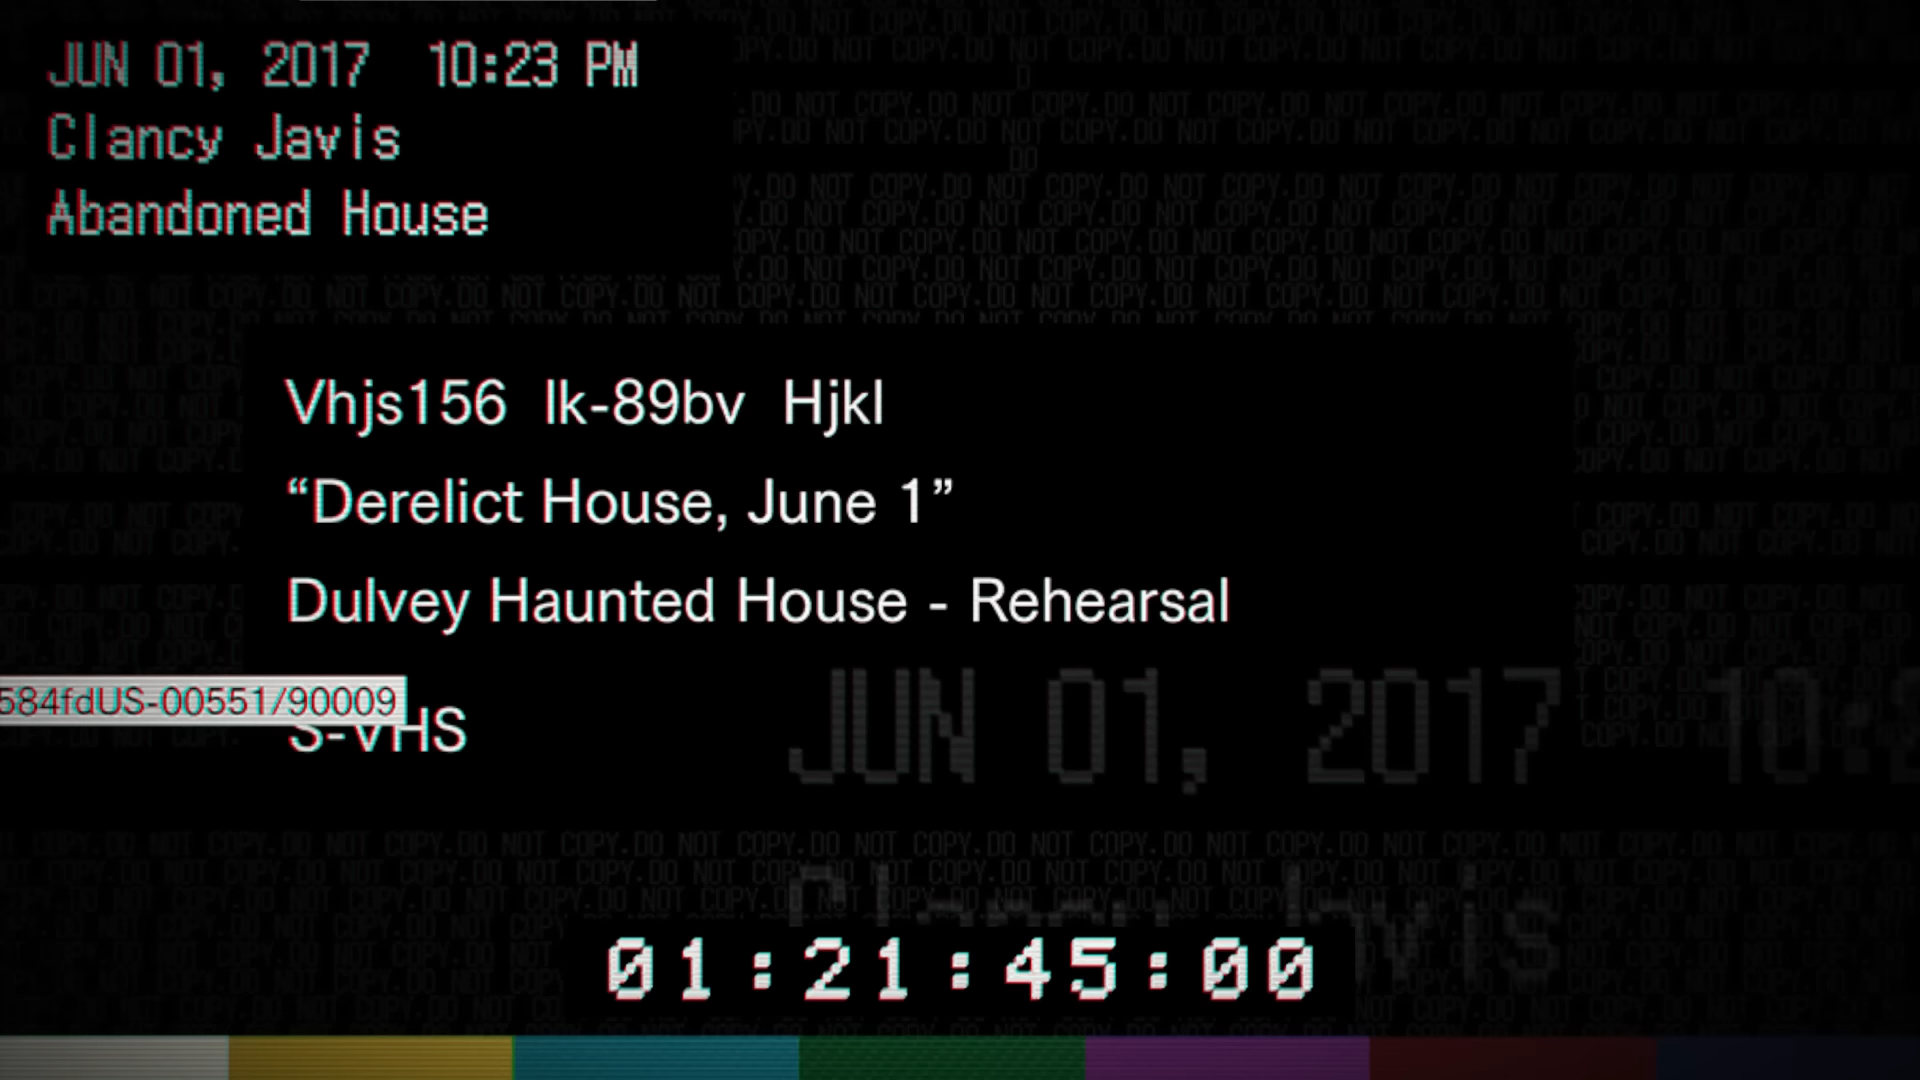 JUN 01, 2017 10:23 PM
Clancy Javis
Abandoned House
Vhjs156 lk-89bv Hjkl
“Derelict House, June 1”
Dulvey Haunted House - Rehearsal
584fdUS-00551/90009
S-VHS
JUN 01, 2017
01:21:45:00